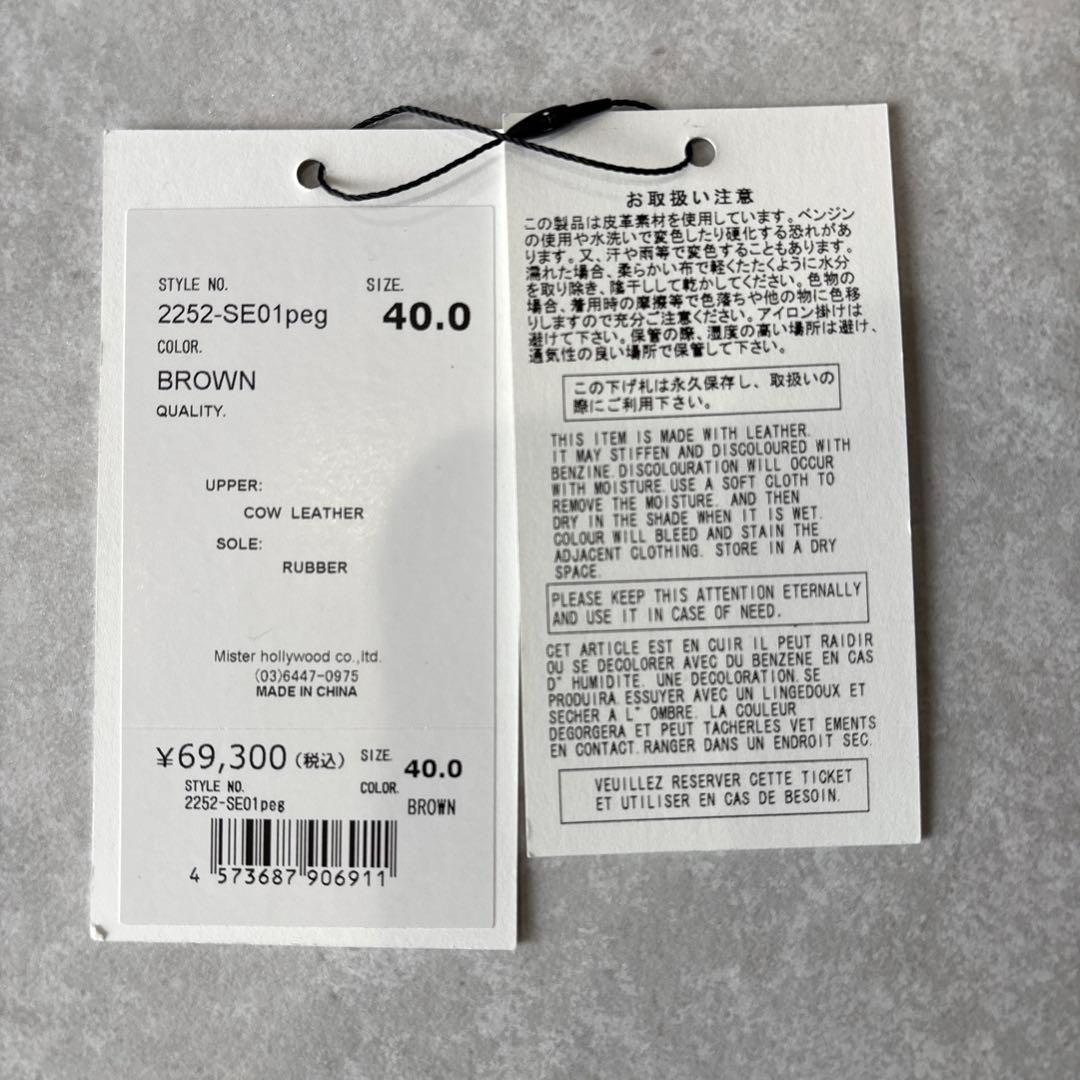 STYLE NO. SIZE.
2252-SE01peg 40.0
COLOR.
BROWN
QUALITY.
UPPER:
COW LEATHER
SOLE:
RUBBER
Mister hollywood co.,ltd.
(03)6447-0975
MADE IN CHINA
¥69,300(税込) SIZE. 40.0
STYLE NO. COLOR.
2252-SE01peg BROWN
4 573687 906911
お取扱い注意
この製品は皮革素材を使用しています。ベンジン
の使用や水洗いで変色したり硬化する恐れがあ
ります。又、汗や雨等で変色することもあります。
濡れた場合、柔らかい布で軽くたたくように水分
を取り除き、陰干しして乾かしてください。色物の
場合、着用時の摩擦等で色落ちや他の物に色移
りしますので充分ご注意ください。アイロン掛けは
避けて下さい。保管の際、湿度の高い場所は避け、
通気性の良い場所で保管して下さい。
この下げ札は永久保存し、取扱いの
際にご利用下さい。
THIS ITEM IS MADE WITH LEATHER.
IT MAY STIFFEN AND DISCOLOURED WITH
BENZINE.DISCOLOURATION WILL OCCUR
WITH MOISTURE.USE A SOFT CLOTH TO
REMOVE THE MOISTURE. AND THEN
DRY IN THE SHADE WHEN IT IS WET.
COLOUR WILL BLEED AND STAIN THE
ADJACENT CLOTHING. STORE IN A DRY
SPACE.
PLEASE KEEP THIS ATTENTION ETERNALLY
AND USE IT IN CASE OF NEED.
CET ARTICLE EST EN CUIR IL PEUT RAIDIR
OU SE DECOLORER AVEC DU BENZENE EN CAS
D" HUMIDITE. UNE DECOLORATION.SE
PRODUIRA.ESSUYER AVEC UN LINGEDOUX ET
SECHER A L" OMBRE. LA COULEUR
DEGORGERA ET PEUT TACHERLES VET EMENTS
EN CONTACT.RANGER DANS UN ENDROIT SEC.
VEUILLEZ RESERVER CETTE TICKET
ET UTILISER EN CAS DE BESOIN.